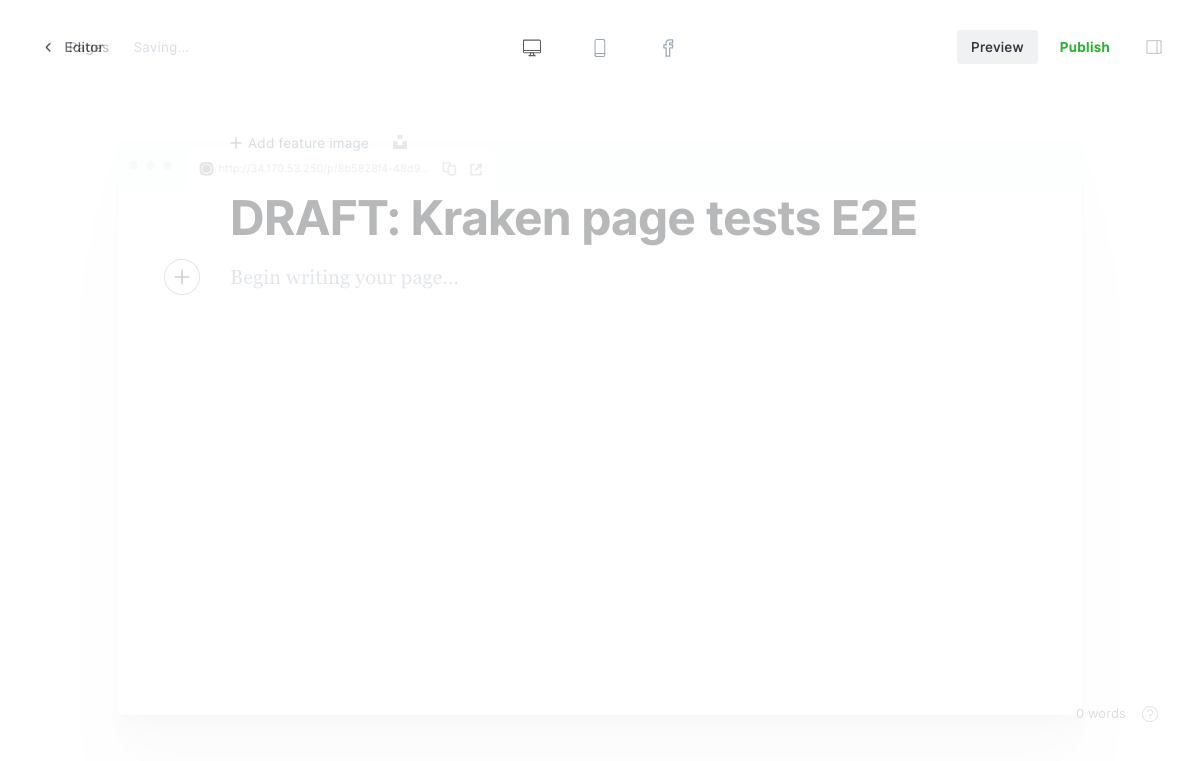 Editor
Pages
Saving...
Preview
Publish
Add feature image
http://34.170.53.250/p/8b5828f4-48d9...
DRAFT: Kraken page tests E2E
Begin writing your page...
0 words